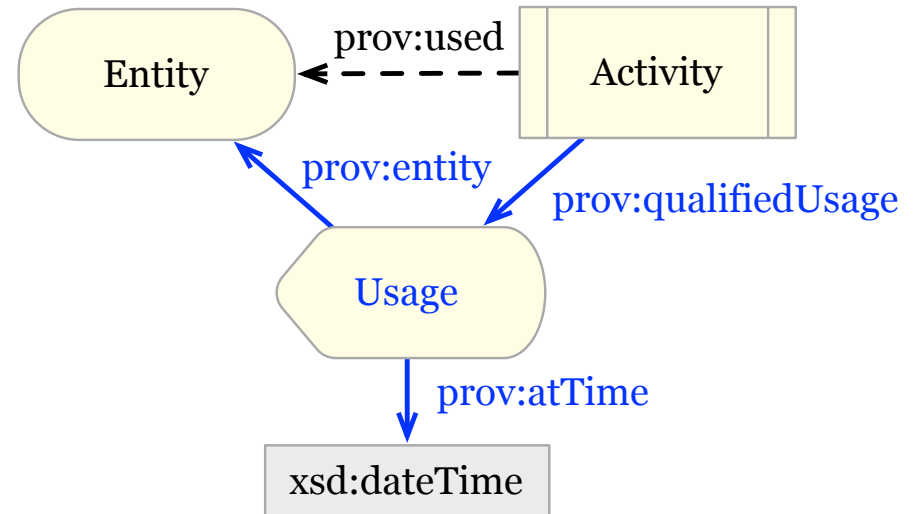 prov:used
Entity
Activity
prov:entity
prov:qualifiedUsage
Usage
prov:atTime
xsd:dateTime